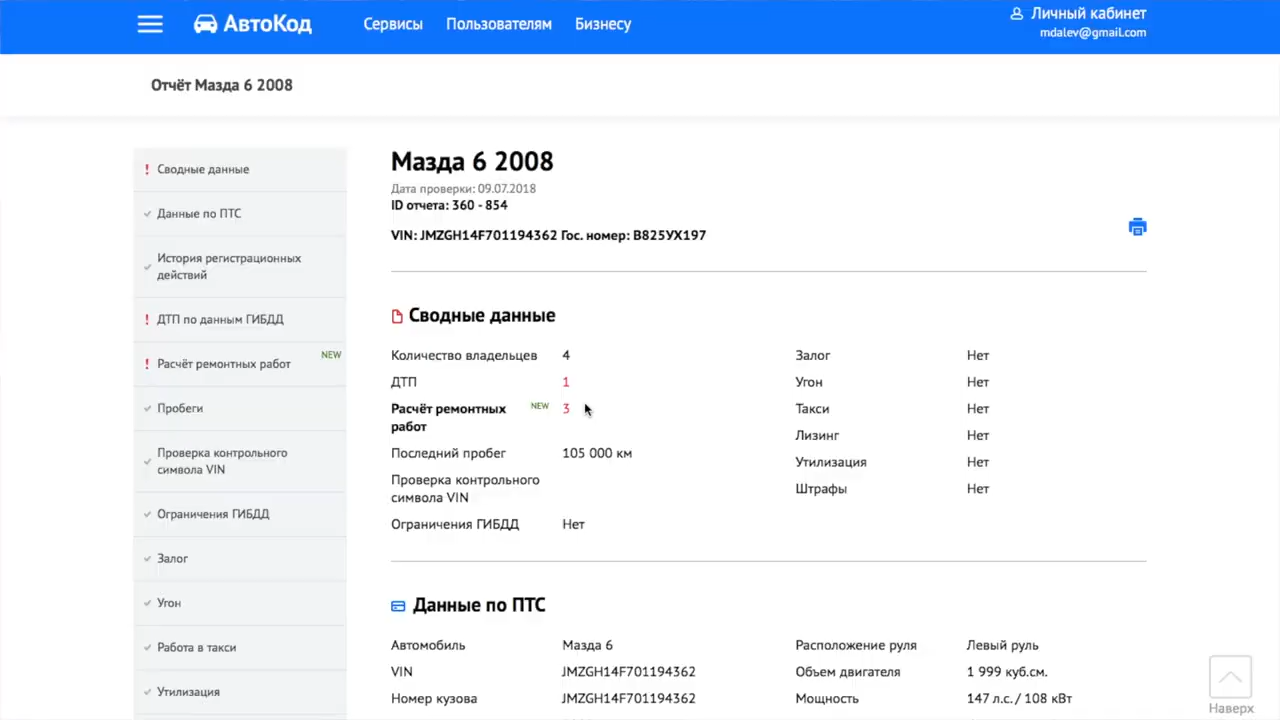 АвтоКод
Сервисы Пользователям Бизнесу
Личный кабинет
mdalev@gmail.com
Отчёт Мазда 6 2008
! Сводные данные
Данные по ПТС
История регистрационных
действий
! ДТП по данным ГИБДД
! Расчёт ремонтных работ NEW
Пробеги
Проверка контрольного
символа VIN
Ограничения ГИБДД
Залог
Угон
Работа в такси
Утилизация
Мазда 6 2008
Дата проверки: 09.07.2018
ID отчета: 360 - 854
VIN: JMZGH14F701194362 Гос. номер: В825УХ197
Сводные данные
Количество владельцев 4
ДТП 1
Расчёт ремонтных NEW 3
работ
Последний пробег 105 000 км
Проверка контрольного
символа VIN
Ограничения ГИБДД Нет
Залог Нет
Угон Нет
Такси Нет
Лизинг Нет
Утилизация Нет
Штрафы Нет
Данные по ПТС
Автомобиль Мазда 6
VIN JMZGH14F701194362
Номер кузова JMZGH14F701194362
Расположение руля Левый руль
Объем двигателя 1 999 куб.см.
Мощность 147 л.с. / 108 кВт
Наверх